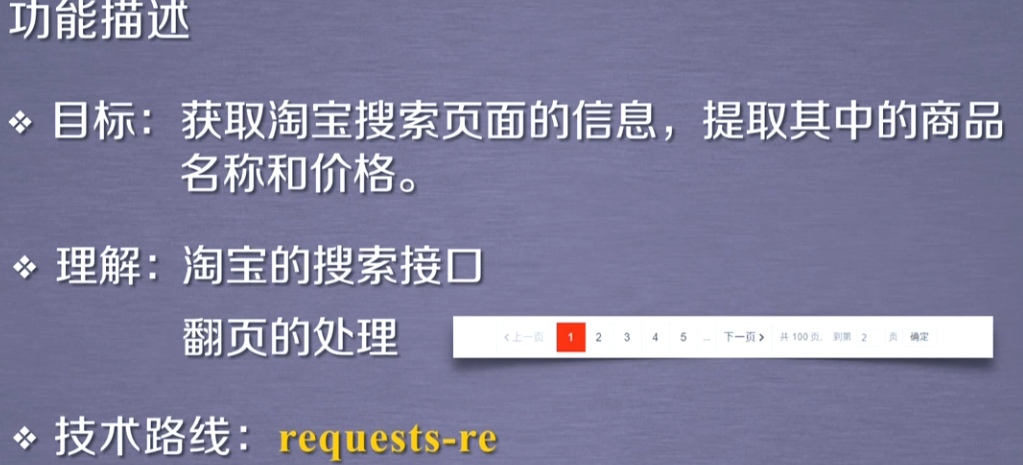 功能描述
❖ 目标：获取淘宝搜索页面的信息，提取其中的商品
名称和价格。
❖ 理解：淘宝的搜索接口
翻页的处理
<上一页 1 2 3 4 5 ... 下一页> 共 100 页， 到第 2 页 确定
❖ 技术路线：requests-re